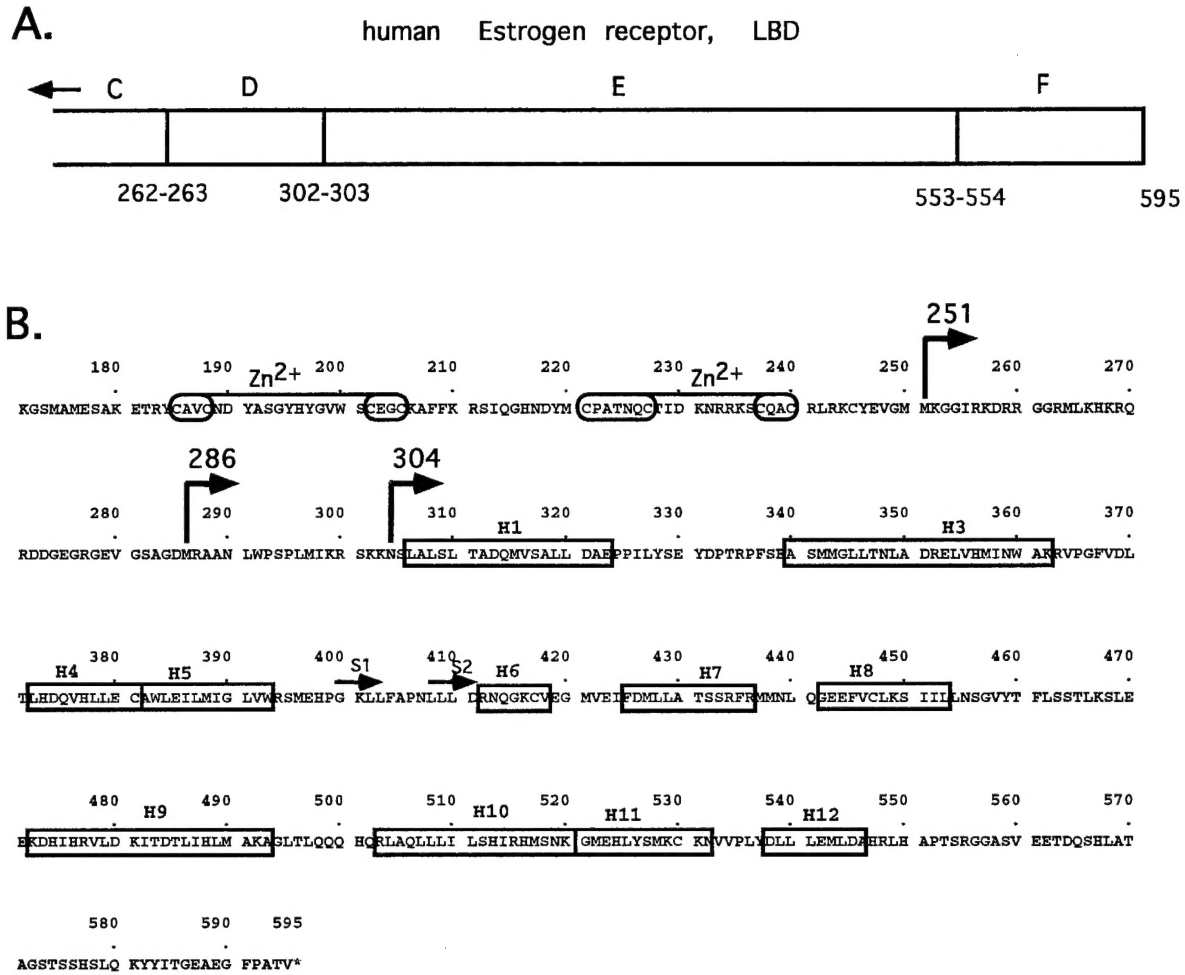 A.
human Estrogen receptor, LBD
C D E F
262-263 302-303 553-554 595
B.
251
180 190 200 210 220 230 240 250 260 270
Zn2+ Zn2+
KGSMAMESAK ETRYCAVCND YASGYHYGVW SCEGCKAFFK RSIQGHNDYM CPATNQCTID KNRRKSCQAC RLRKCYEVGM MKGGIRKDRR GGRMLKHKRQ
286 304
280 290 300 310 320 330 340 350 360 370
H1 H3
RDDGEGRGEV GSAGDMRAAN LWPSPLMIKR SKKNSLALSL TADQMVSALL DAEPPILYSE YDPTRPFSEA SMMGLLTNLA DRELVHMINW AKRVPGFVDL
380 390 400 410 420 430 440 450 460 470
H4 H5 S1 S2 H6 H7 H8
TLHDQVHLLE CAWLEILMIG LVWRSMEHPG KLLFAPNLLL DRNQGKCVEG MVEIFDMLLA TSSRFRMMNL QGEEFVCLKS IILLNSGVYT FLSSTLKSLE
480 490 500 510 520 530 540 550 560 570
H9 H10 H11 H12
EKDHIHRVLD KITDTLIHLM AKAGLTLQQQ HQRLAQLLLI LSHIRHMSNK GMEHLYSMKC KNVVPLYDLL LEMLDAHRLH APTSRGGASV EETDQSHLAT
580 590 595
AGSTSSHSLQ KYYITGEAEG FPATV*